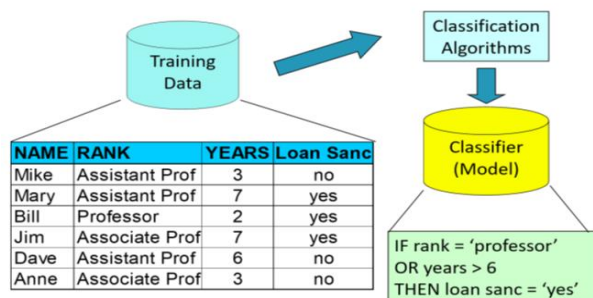 Training
Data
Classification
Algorithms
NAME RANK YEARS Loan Sanc
Mike Assistant Prof 3 no
Mary Assistant Prof 7 yes
Bill Professor 2 yes
Jim Associate Prof 7 yes
Dave Assistant Prof 6 no
Anne Associate Prof 3 no
Classifier
(Model)
IF rank = ‘professor’
OR years > 6
THEN loan sanc = ‘yes’